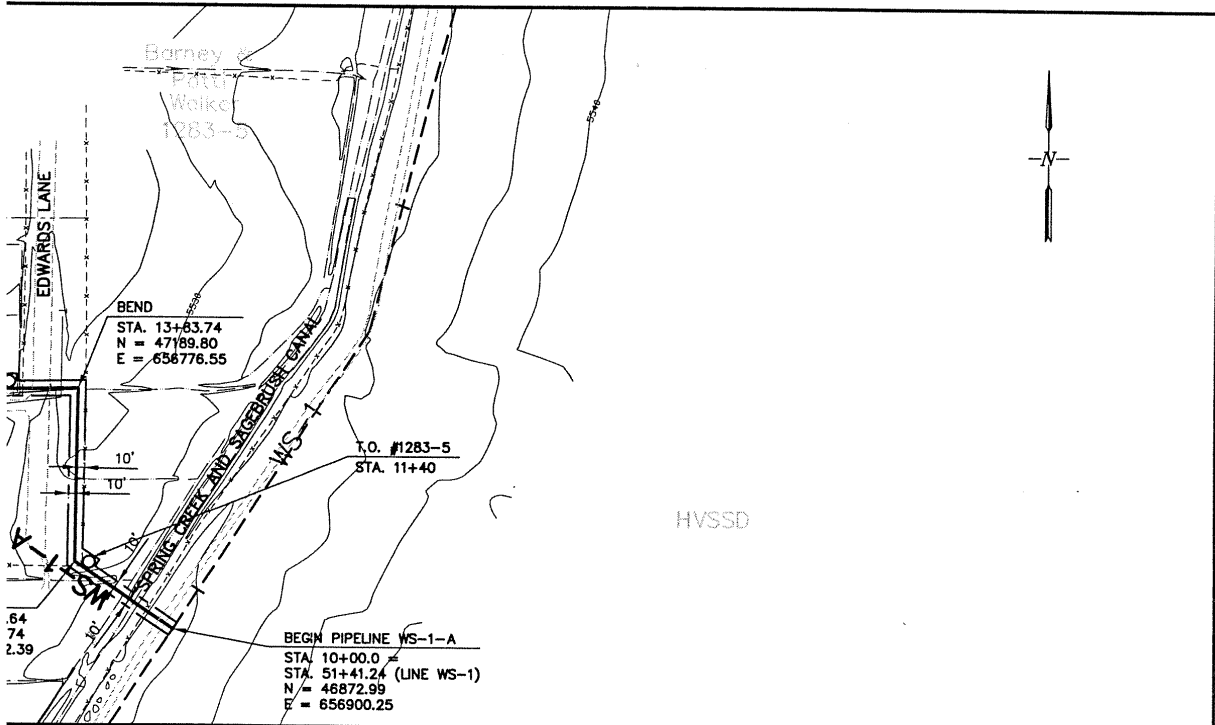 Barney &
Patti
Walker
1283-5
5540
-N-
EDWARDS LANE
5530
BEND
STA. 13+83.74
N = 47189.80
E = 656776.55
SPRING CREEK AND SAGEBRUSH CANAL
WS-1
T.O. #1283-5
STA. 11+40
10'
10'
HVSSD
WS-1-A
10'
10'
.64
74
2.39
BEGIN PIPELINE WS-1-A
STA. 10+00.0 =
STA. 51+41.24 (LINE WS-1)
N = 46872.99
E = 656900.25